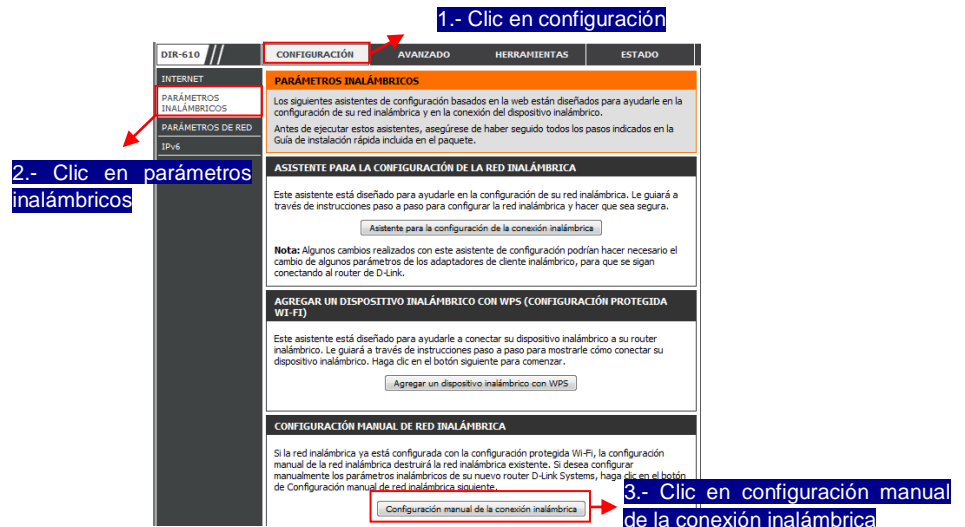 1.- Clic en configuración
DIR-610
CONFIGURACIÓN
AVANZADO
HERRAMIENTAS
ESTADO
INTERNET
PARÁMETROS
INALÁMBRICOS
PARÁMETROS DE RED
IPv6
2.- Clic en parámetros
inalámbricos
PARÁMETROS INALÁMBRICOS
Los siguientes asistentes de configuración basados en la web están diseñados para ayudarle en la
configuración de su red inalámbrica y en la conexión del dispositivo inalámbrico.
Antes de ejecutar estos asistentes, asegúrese de haber seguido todos los pasos indicados en la
Guía de instalación rápida incluida en el paquete.
ASISTENTE PARA LA CONFIGURACIÓN DE LA RED INALÁMBRICA
Este asistente está diseñado para ayudarle en la configuración de su red inalámbrica. Le guiará a
través de instrucciones paso a paso para configurar la red inalámbrica y hacer que sea segura.
Asistente para la configuración de la conexión inalámbrica
Nota: Algunos cambios realizados con este asistente de configuración podrían hacer necesario el
cambio de algunos parámetros de los adaptadores de cliente inalámbrico, para que se sigan
conectando al router de D-Link.
AGREGAR UN DISPOSITIVO INALÁMBRICO CON WPS (CONFIGURACIÓN PROTEGIDA
WI-FI)
Este asistente está diseñado para ayudarle a conectar su dispositivo inalámbrico a su router
inalámbrico. Le guiará a través de instrucciones paso a paso para mostrarle cómo conectar su
dispositivo inalámbrico. Haga clic en el botón siguiente para comenzar.
Agregar un dispositivo inalámbrico con WPS
CONFIGURACIÓN MANUAL DE RED INALÁMBRICA
Si la red inalámbrica ya está configurada con la configuración protegida Wi-Fi, la configuración
manual de la red inalámbrica destruirá la red inalámbrica existente. Si desea configurar
manualmente los parámetros inalámbricos de su nuevo router D-Link Systems, haga clic en el botón
de Configuración manual de red inalámbrica siguiente.
Configuración manual de la conexión inalámbrica
3.- Clic en configuración manual
de la conexión inalámbrica